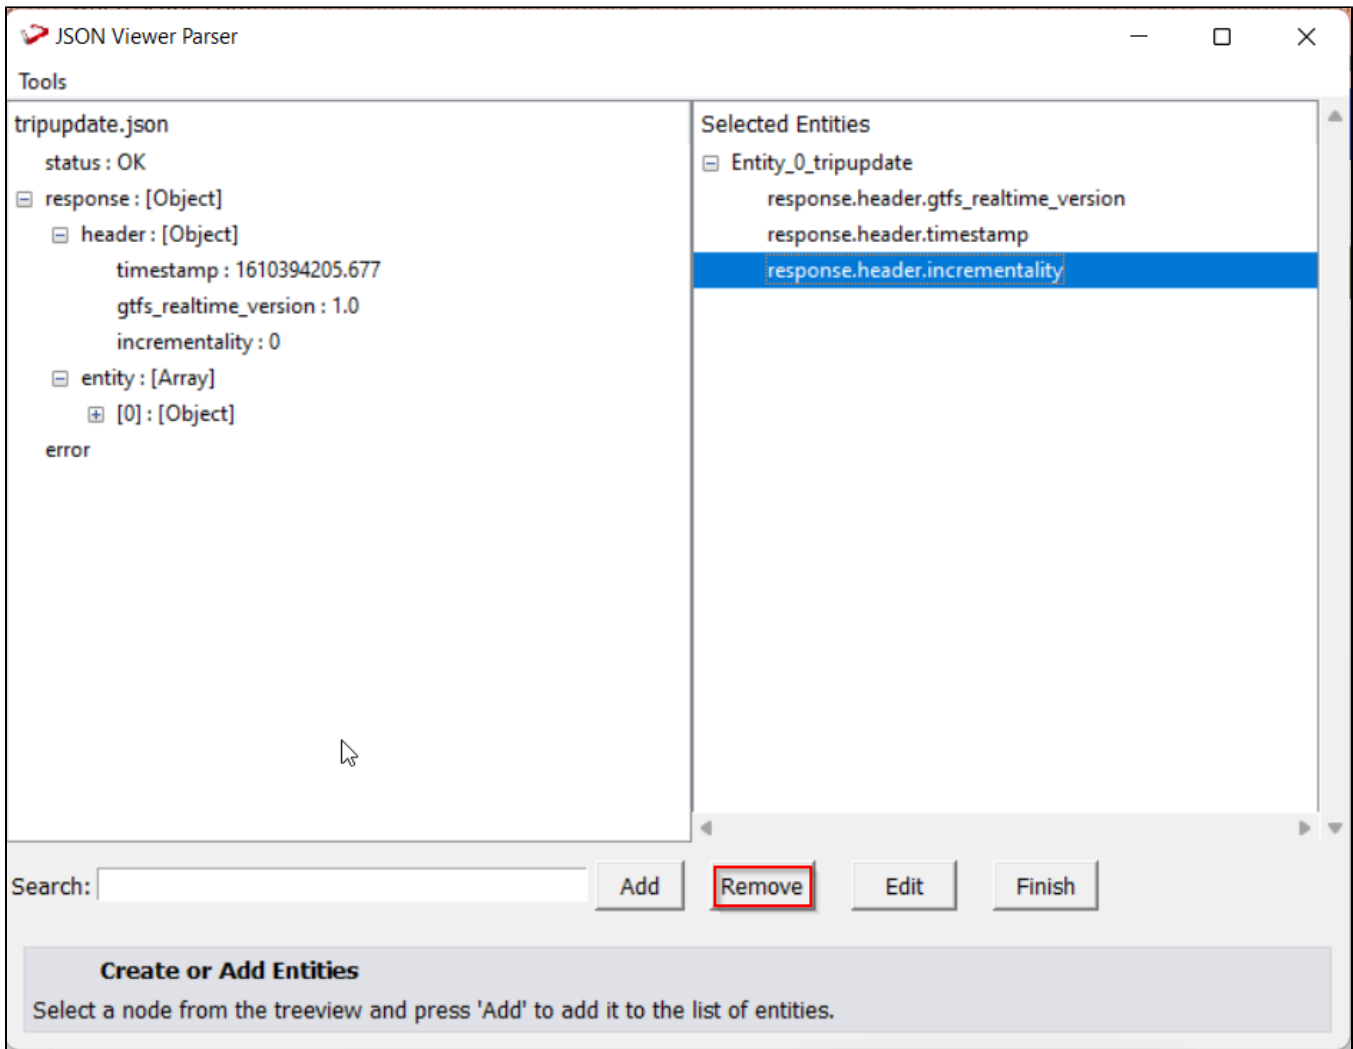 JSON Viewer Parser
Tools
tripupdate.json
status : OK
response : [Object]
header : [Object]
timestamp : 1610394205.677
gtfs_realtime_version : 1.0
incrementality : 0
entity : [Array]
[0] : [Object]
error
Selected Entities
Entity_0_tripupdate
response.header.gtfs_realtime_version
response.header.timestamp
response.header.incrementality
Search:
Add
Remove
Edit
Finish
Create or Add Entities
Select a node from the treeview and press 'Add' to add it to the list of entities.